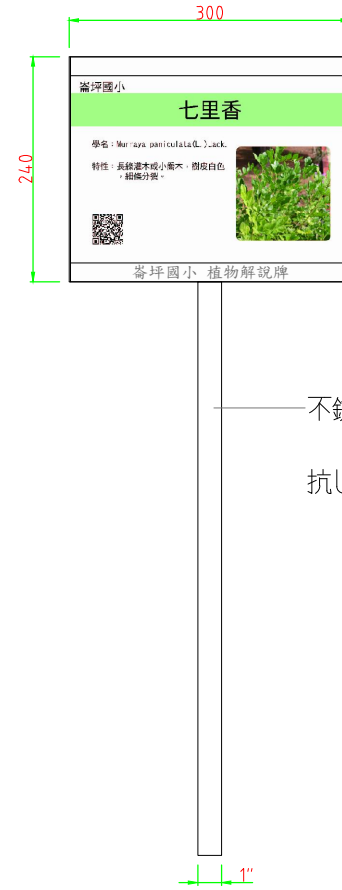 300
崙坪國小
七里香
240
學名：Murraya paniculata(L.)Jack.
特性：長綠灌木或小喬木，樹皮白色
，細條分裂。
崙坪國小 植物解說牌
不銹
抗U
1"